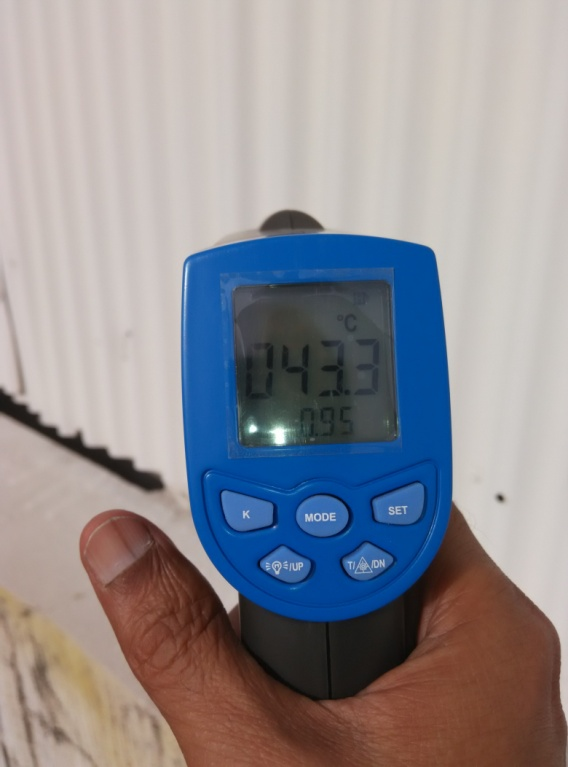 °C
043.3
0.95
K
MODE
SET
/UP
T/ /DN